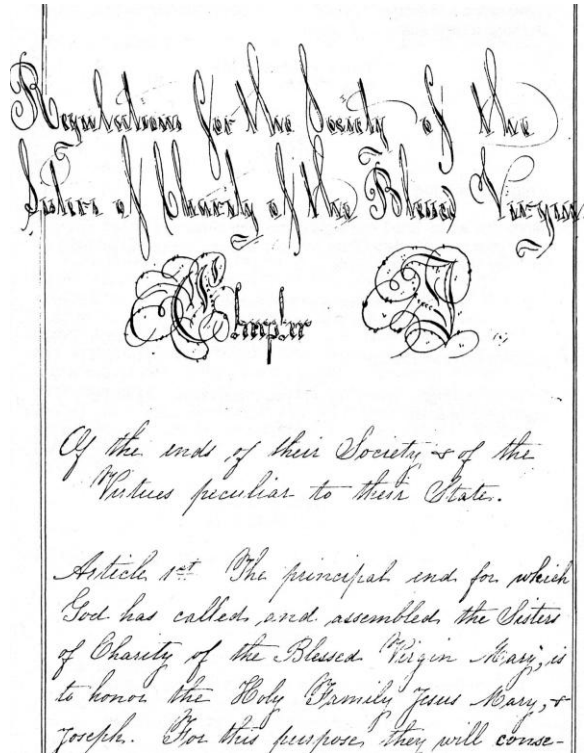 Regulations for the Society of the
Sisters of Charity of the Blessed Virgin
Chapter I
Of the ends of their Society & of the
Virtues peculiar to their State.
Article 1st The principal end for which
God has called and assembled the Sisters
of Charity of the Blessed Virgin Mary, is
to honor the Holy Family Jesus Mary, &
Joseph. For this purpose, they will conse-